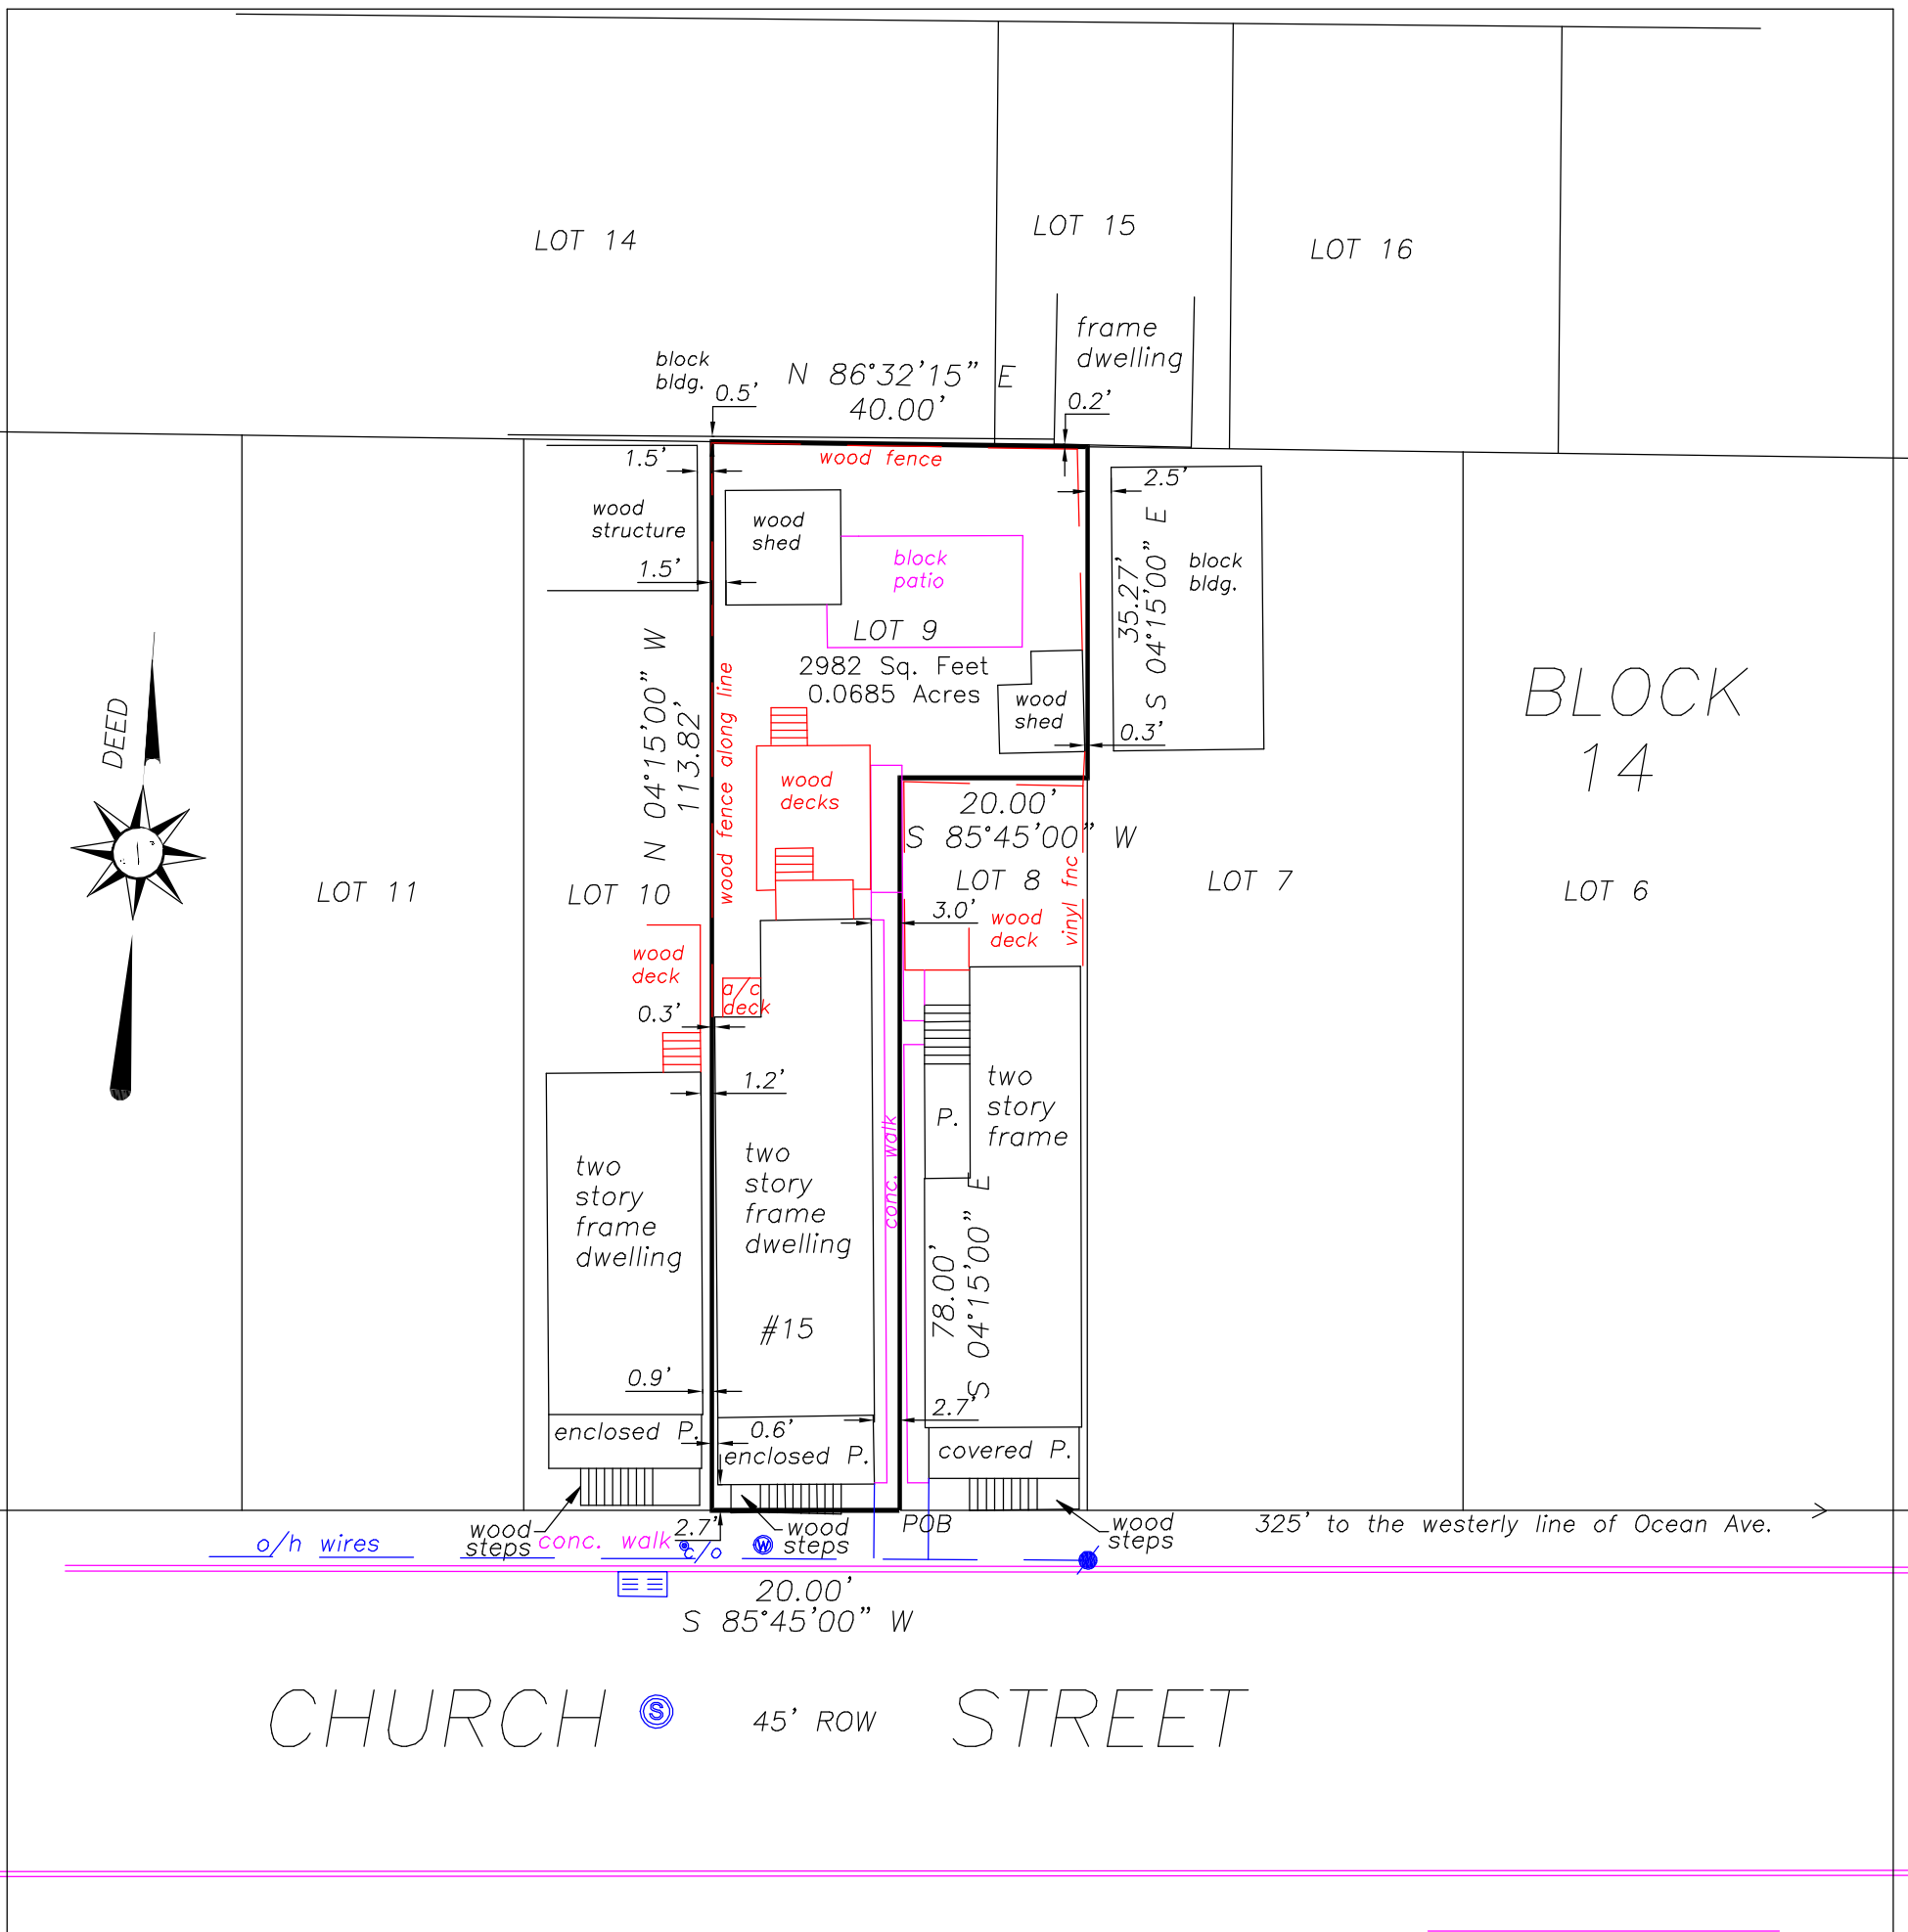 LOT 14
LOT 15
LOT 16
frame
dwelling
block
bldg.
0.5'
N 86°32'15" E
40.00'
0.2'
wood fence
1.5'
wood
structure
1.5'
wood
shed
block
patio
LOT 9
2982 Sq. Feet
0.0685 Acres
wood
shed
2.5'
35.27'
S 04°15'00" E
block
bldg.
0.3'
BLOCK
14
DEED
N 04°15'00" W
113.82'
wood fence along line
wood
decks
20.00'
S 85°45'00" W
LOT 11
LOT 10
LOT 8
LOT 7
LOT 6
3.0'
wood
deck
vinyl fnc
wood
deck
a/c
deck
0.3'
1.2'
two
story
frame
P.
two
story
frame
dwelling
two
story
frame
dwelling
conc. walk
#15
78.00'
S 04°15'00" E
0.9'
2.7'
0.6'
enclosed P.
enclosed P.
covered P.
o/h wires
wood
steps
conc. walk
2.7'
c/o
W
wood
steps
POB
wood
steps
325' to the westerly line of Ocean Ave.
20.00'
S 85°45'00" W
CHURCH S 45' ROW STREET